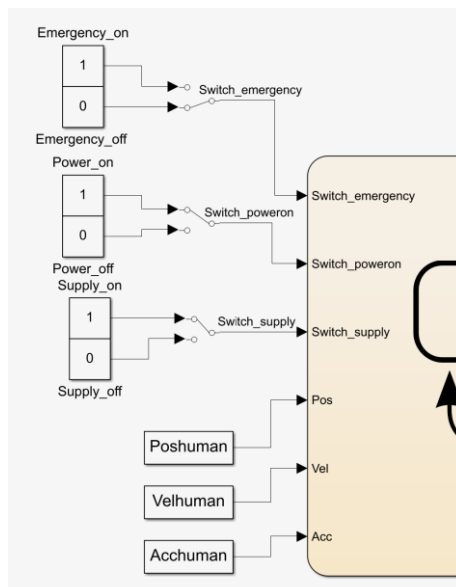 Emergency_on
1
Switch_emergency
0
Emergency_off
Power_on
1
Switch_emergency
0
Switch_poweron
Power_off
Switch_poweron
Supply_on
1
Switch_supply
Switch_supply
0
Supply_off
Poshuman
Pos
Velhuman
Vel
Acchuman
Acc